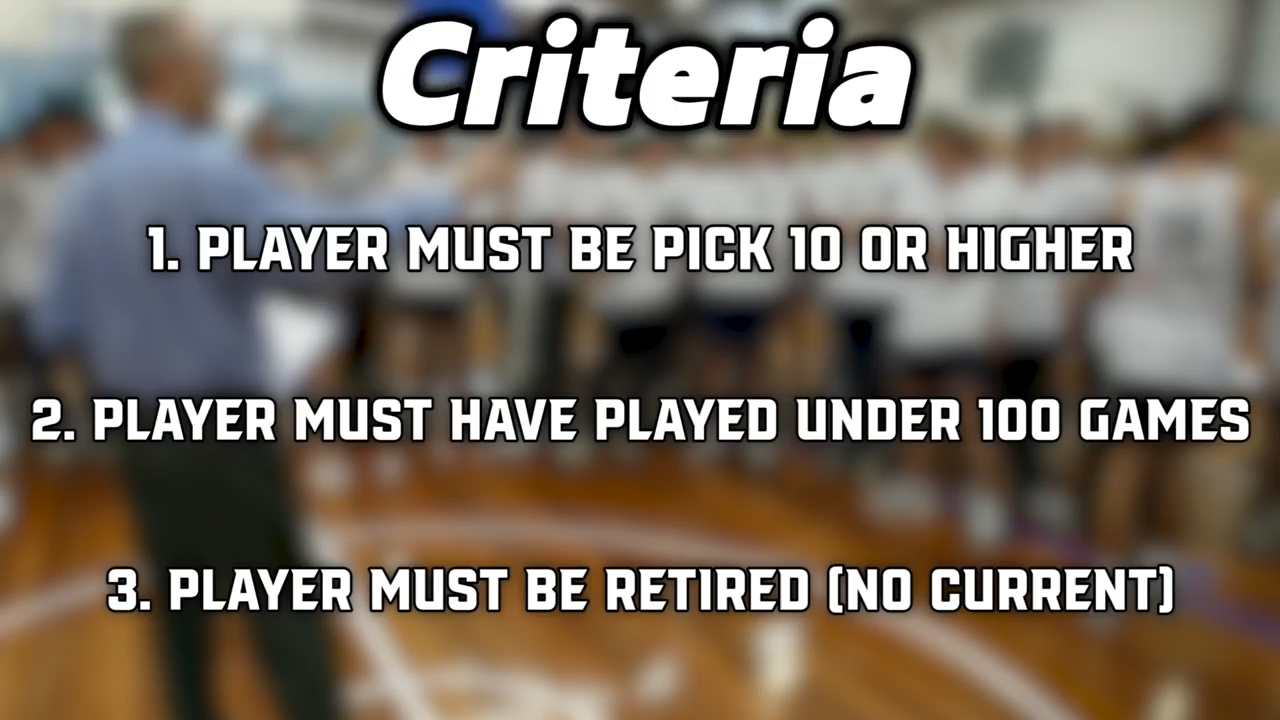 Criteria
1. PLAYER MUST BE PICK 10 OR HIGHER
2. PLAYER MUST HAVE PLAYED UNDER 100 GAMES
3. PLAYER MUST BE RETIRED (NO CURRENT)